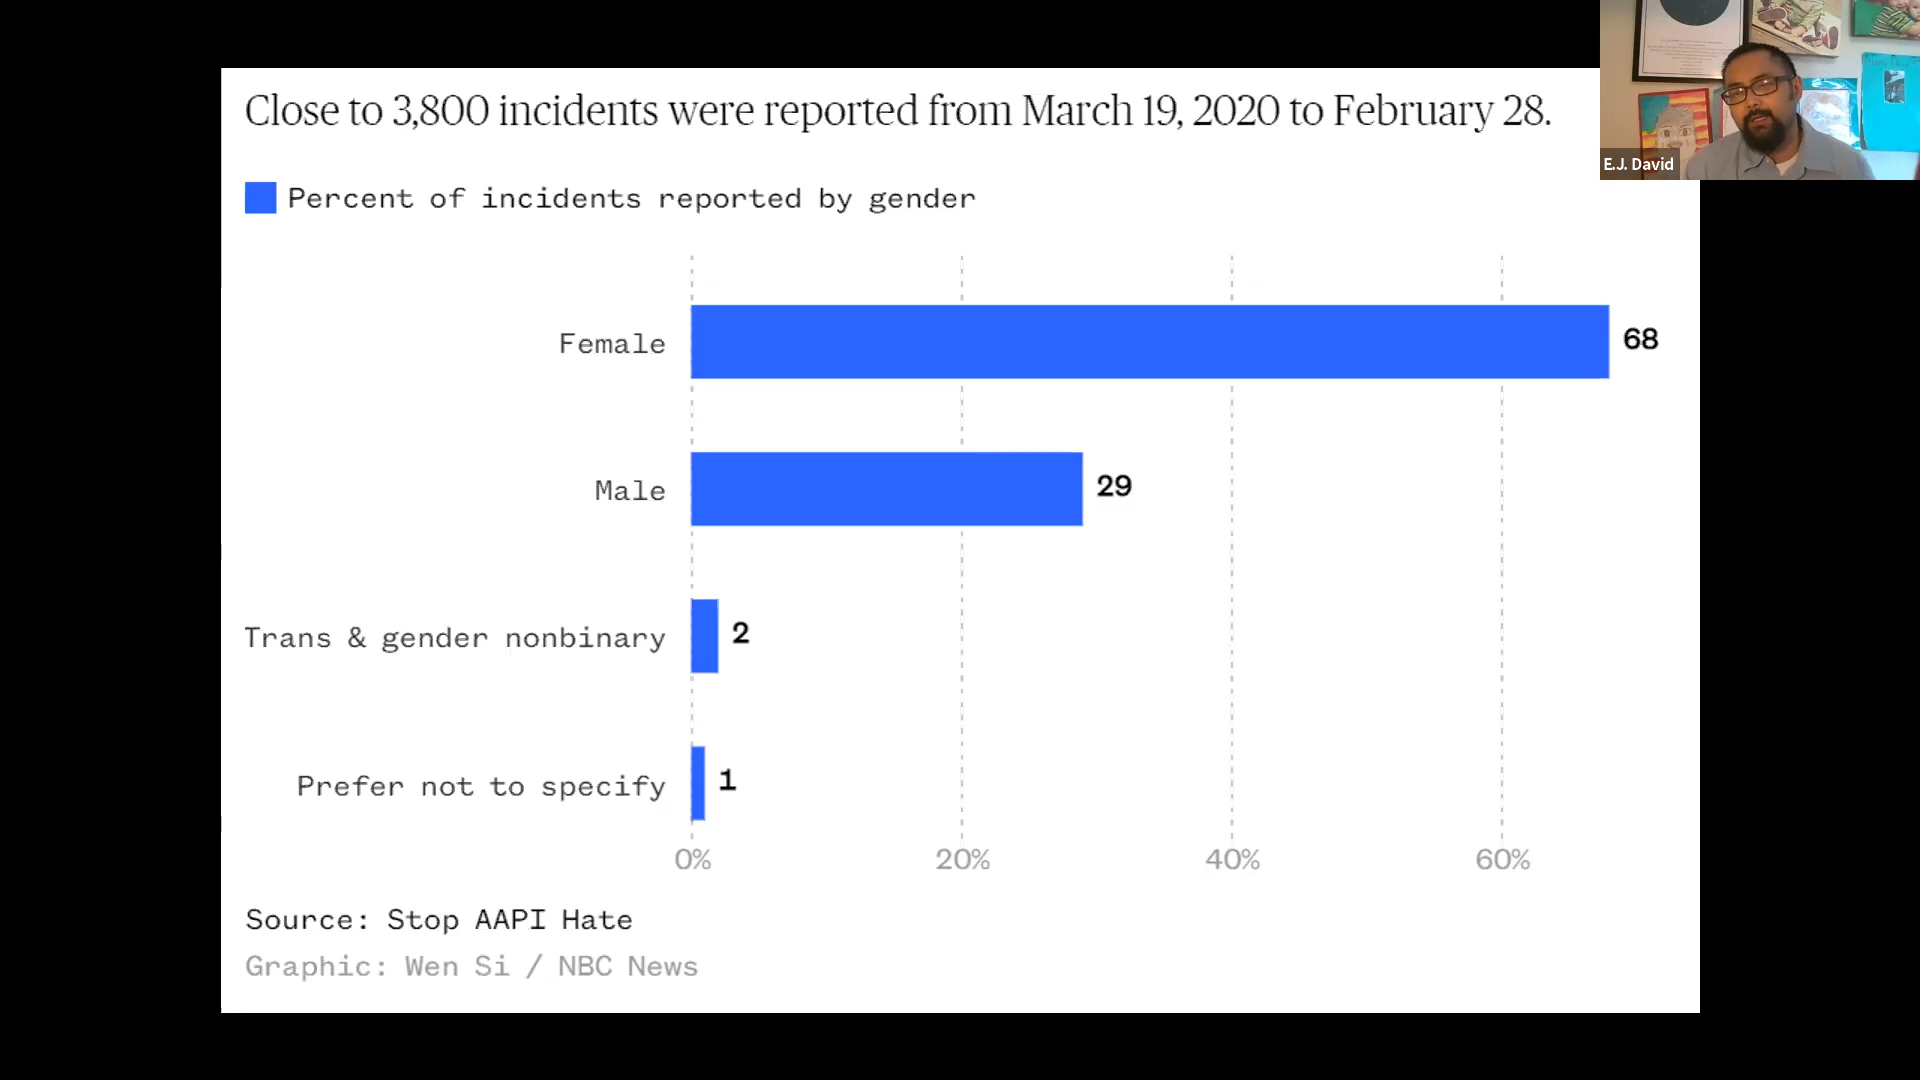 Close to 3,800 incidents were reported from March 19, 2020 to February 28.
Percent of incidents reported by gender
Female
68
Male
29
Trans & gender nonbinary
2
Prefer not to specify
1
0%
20%
40%
60%
Source: Stop AAPI Hate
Graphic: Wen Si / NBC News
E.J. David